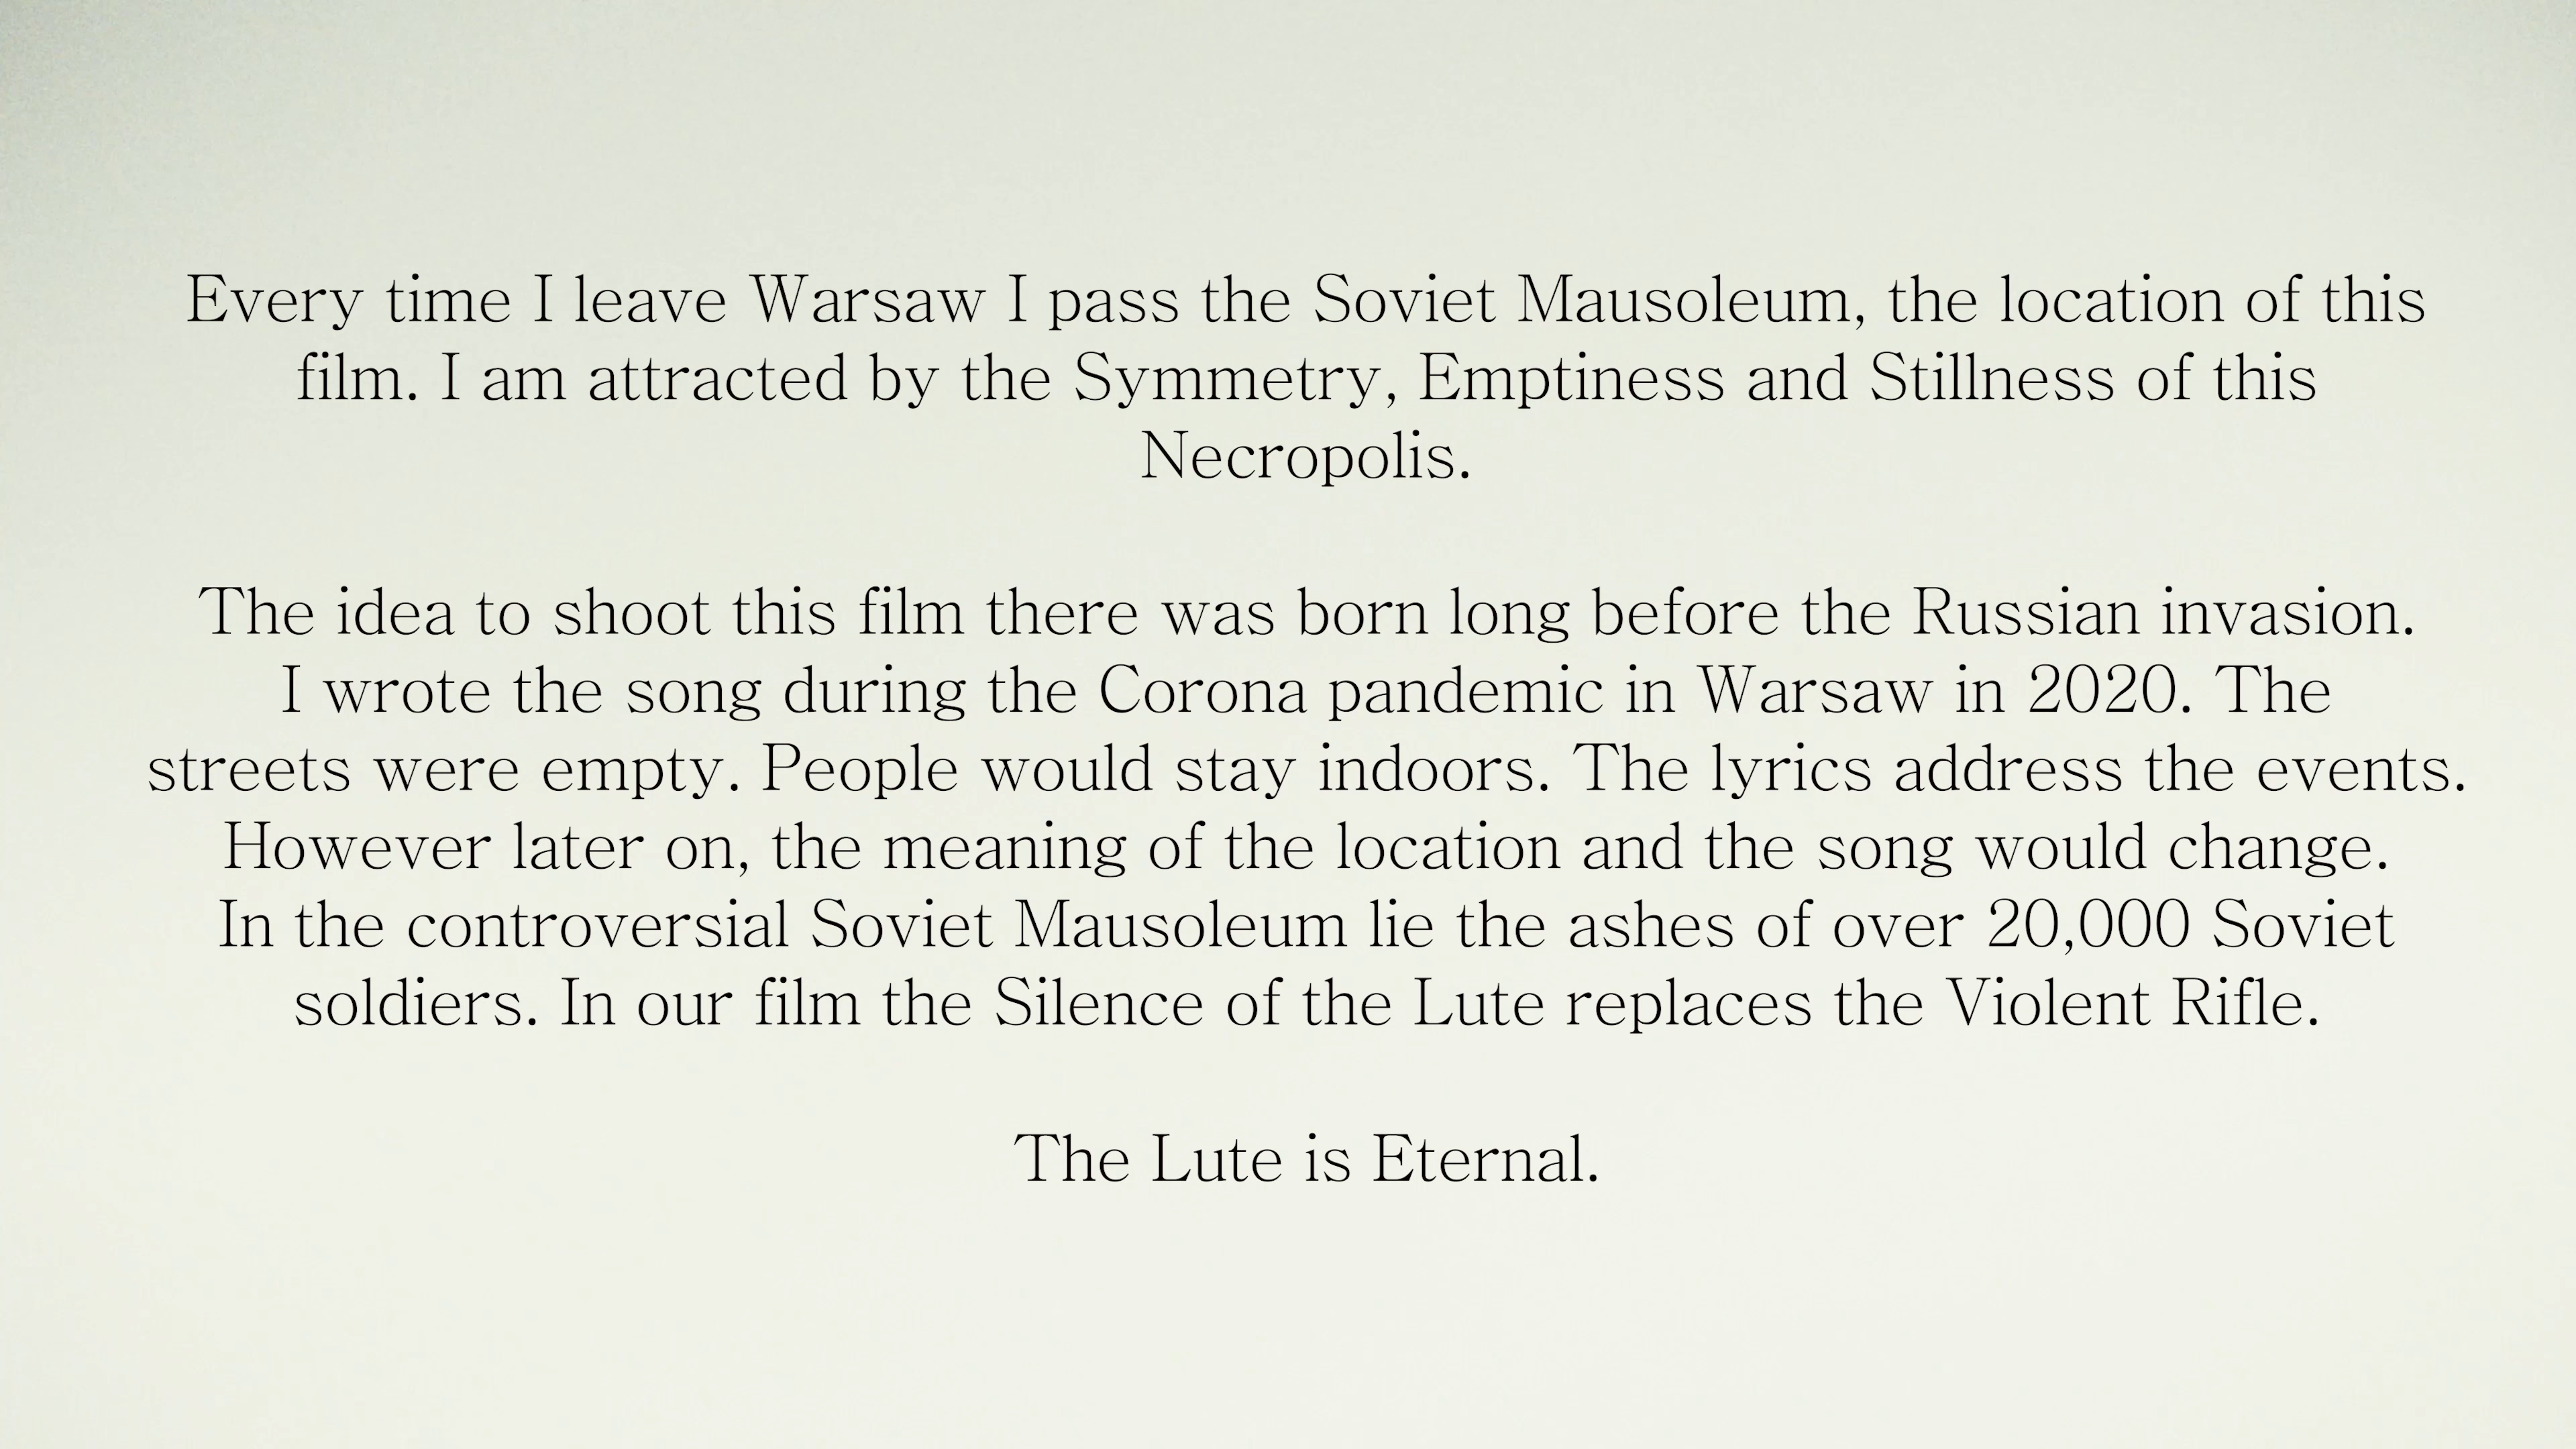 Every time I leave Warsaw I pass the Soviet Mausoleum, the location of this
film. I am attracted by the Symmetry, Emptiness and Stillness of this
Necropolis.
The idea to shoot this film there was born long before the Russian invasion.
I wrote the song during the Corona pandemic in Warsaw in 2020. The
streets were empty. People would stay indoors. The lyrics address the events.
However later on, the meaning of the location and the song would change.
In the controversial Soviet Mausoleum lie the ashes of over 20,000 Soviet
soldiers. In our film the Silence of the Lute replaces the Violent Rifle.
The Lute is Eternal.